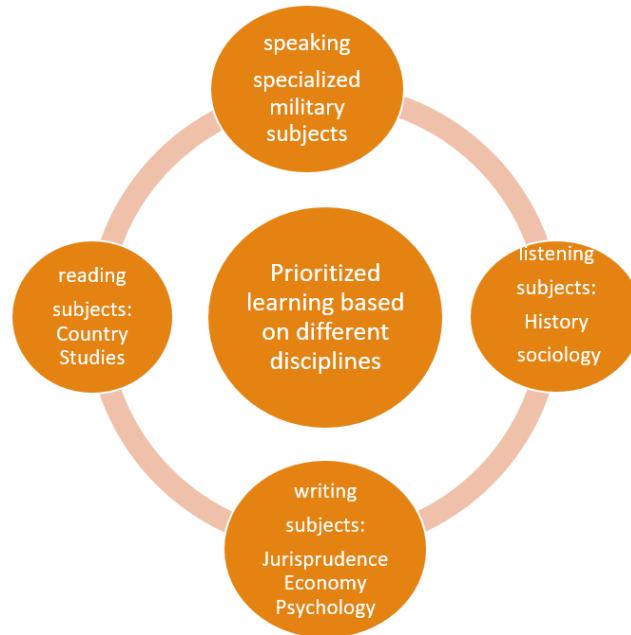 speaking
specialized
military
subjects
reading
subjects:
Country
Studies
Prioritized
learning based
on different
disciplines
listening
subjects:
History
sociology
writing
subjects:
Jurisprudence
Economy
Psychology